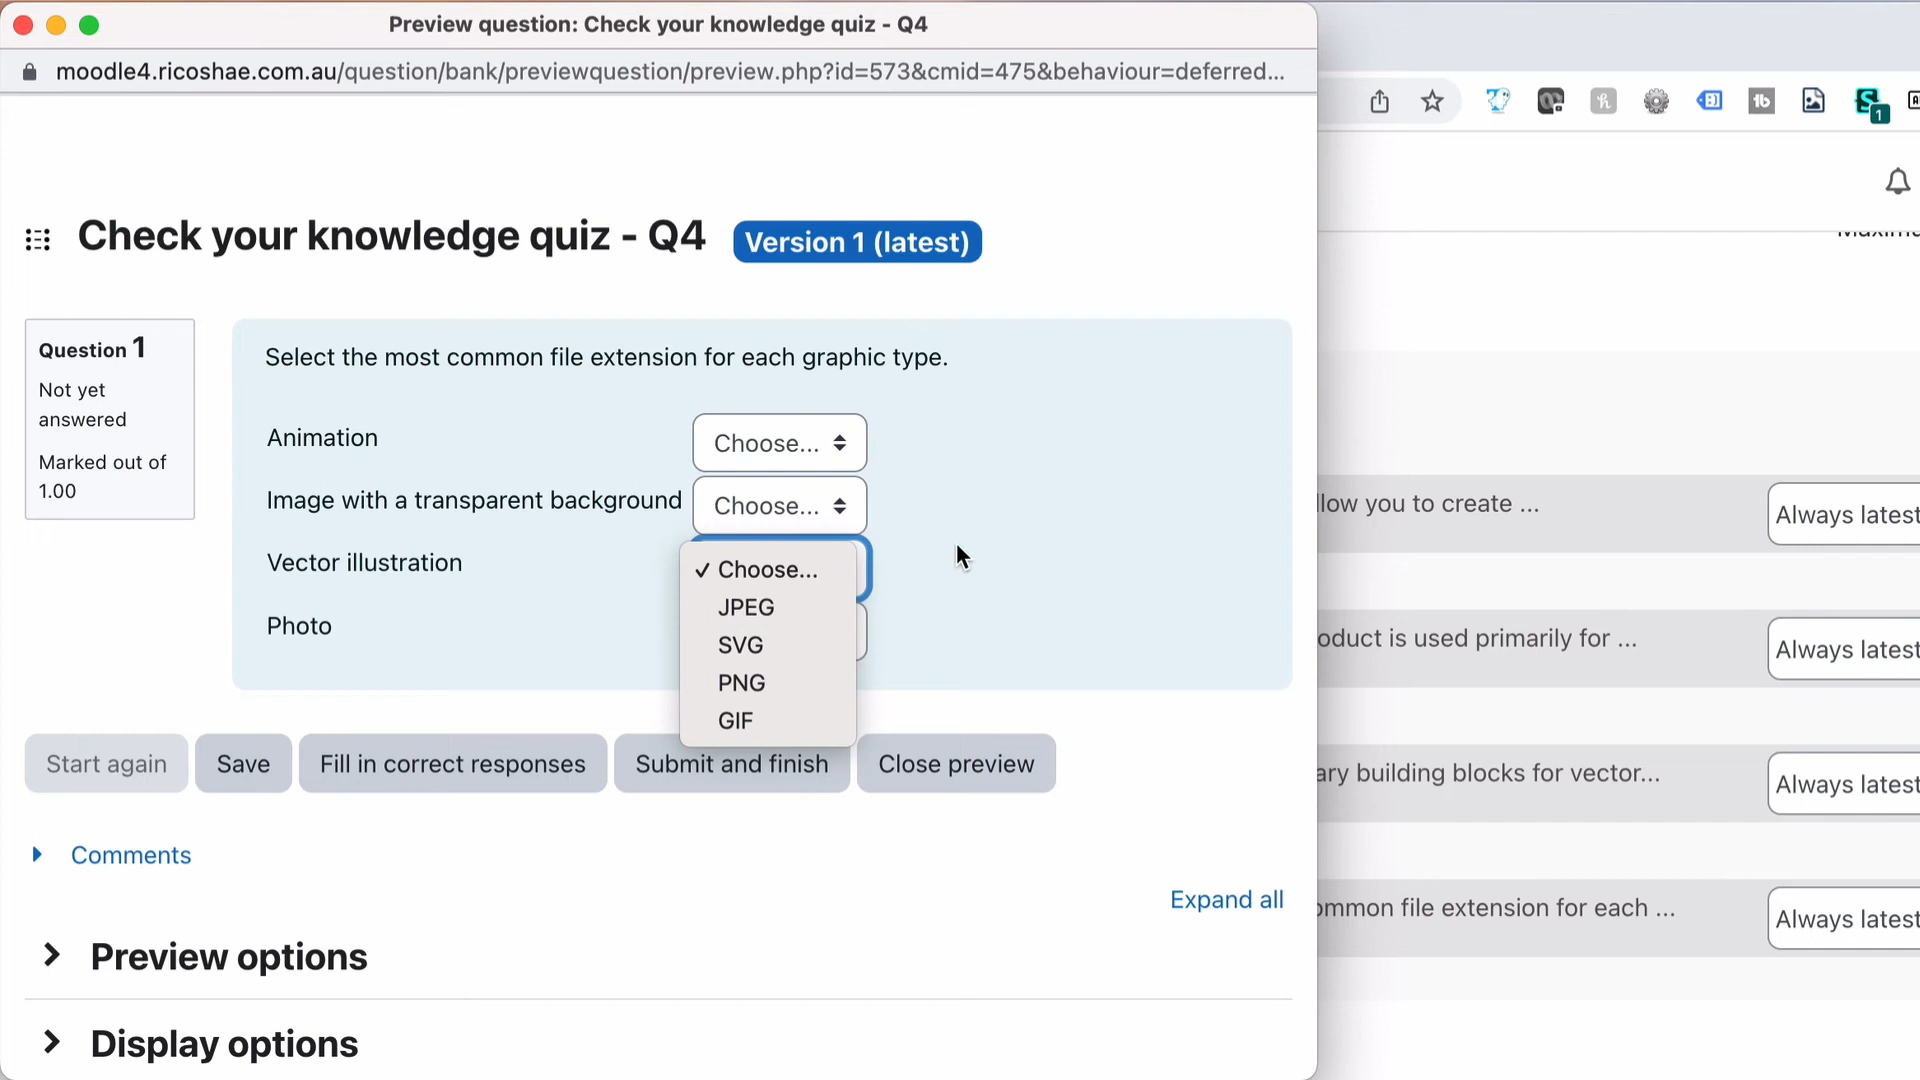 Preview question: Check your knowledge quiz - Q4
moodle4.ricoshae.com.au/question/bank/previewquestion/preview.php?id=573&cmid=475&behaviour=deferred...
1
Check your knowledge quiz - Q4 Version 1 (latest)
Question 1
Not yet
answered
Marked out of
1.00
Select the most common file extension for each graphic type.
Animation Choose...
Image with a transparent background Choose...
Vector illustration
Photo
✓ Choose...
JPEG
SVG
PNG
GIF
Start again Save Fill in correct responses Submit and finish Close preview
Comments
Expand all
Preview options
Display options
llow you to create ... Always latest
oduct is used primarily for ... Always latest
ary building blocks for vector... Always latest
ommon file extension for each ... Always latest